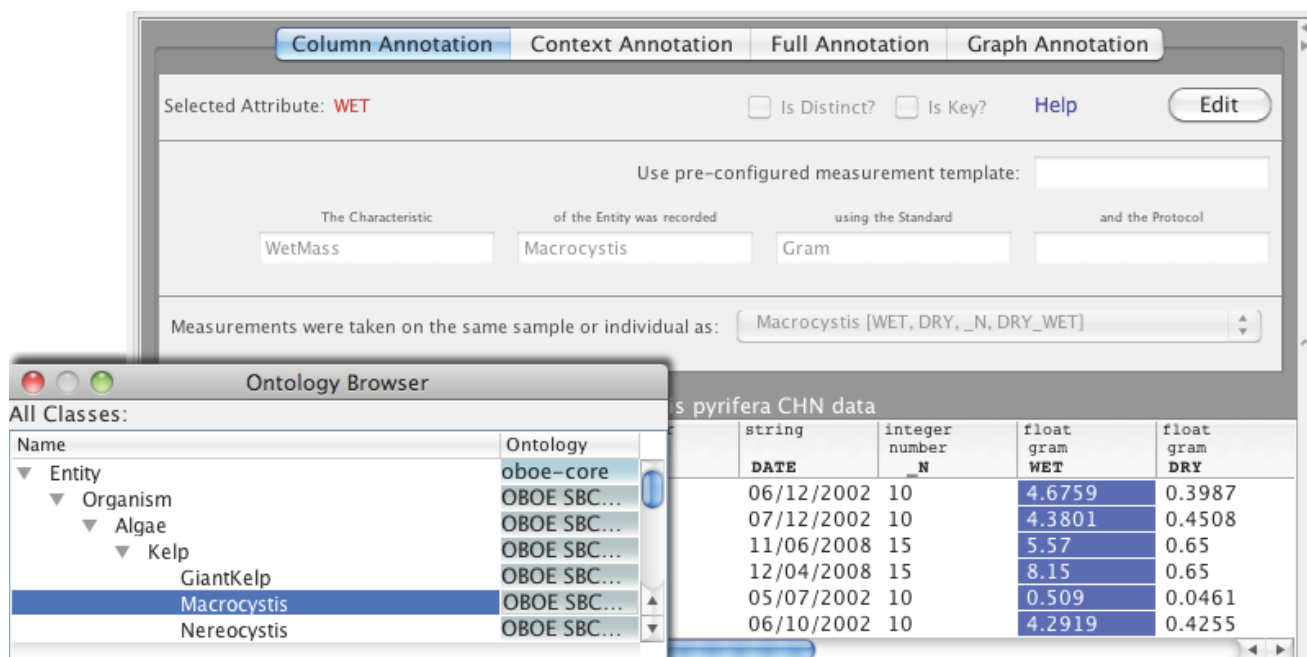 Column Annotation Context Annotation Full Annotation Graph Annotation
Selected Attribute: WET Is Distinct? Is Key? Help Edit
Use pre-configured measurement template:
The Characteristic of the Entity was recorded using the Standard and the Protocol
WetMass Macrocystis Gram
Measurements were taken on the same sample or individual as: Macrocystis [WET, DRY, _N, DRY_WET]
Ontology Browser
All Classes:
Name Ontology
Entity oboe-core
Organism OBOE SBC...
Algae OBOE SBC...
Kelp OBOE SBC...
GiantKelp OBOE SBC...
Macrocystis OBOE SBC...
Nereocystis OBOE SBC...
is pyrifera CHN data
string integer float float
number gram gram
DATE _N WET DRY
06/12/2002 10 4.6759 0.3987
07/12/2002 10 4.3801 0.4508
11/06/2008 15 5.57 0.65
12/04/2008 15 8.15 0.65
05/07/2002 10 0.509 0.0461
06/10/2002 10 4.2919 0.4255